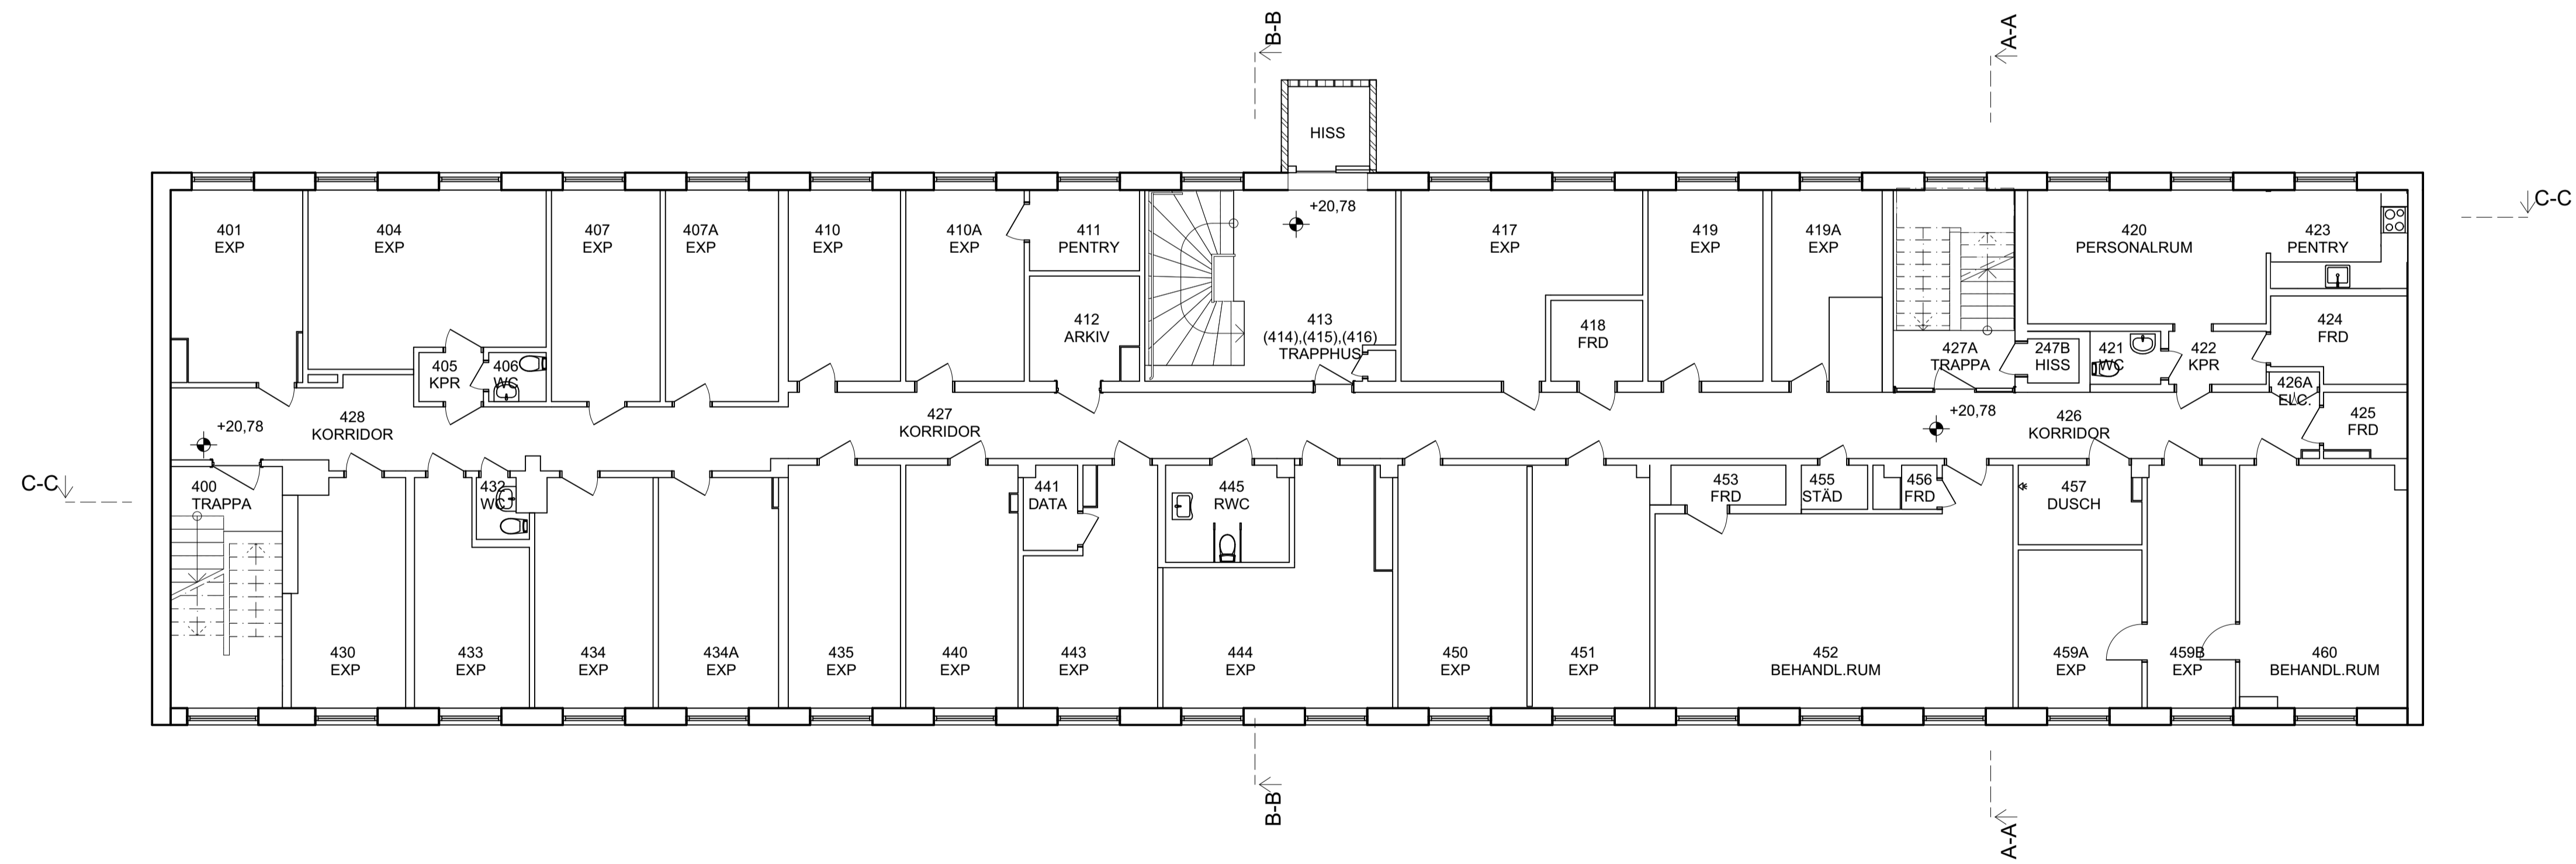 B-B
A-A
HISS
C-C
+20,78
401
EXP
404
EXP
407
EXP
407A
EXP
410
EXP
410A
EXP
411
PENTRY
417
EXP
419
EXP
419A
EXP
420
PERSONALRUM
423
PENTRY
412
ARKIV
413
(414),(415),(416)
TRAPPHUS
418
FRD
424
FRD
405
KPR
406
WC
427A
TRAPPA
247B
HISS
421
WC
422
KPR
426A
ELC.
428
KORRIDOR
+20,78
427
KORRIDOR
+20,78
426
KORRIDOR
425
FRD
C-C
400
TRAPPA
432
WC
441
DATA
445
RWC
453
FRD
455
STÄD
456
FRD
457
DUSCH
430
EXP
433
EXP
434
EXP
434A
EXP
435
EXP
440
EXP
443
EXP
444
EXP
450
EXP
451
EXP
452
BEHANDL.RUM
459A
EXP
459B
EXP
460
BEHANDL.RUM
B-B
A-A